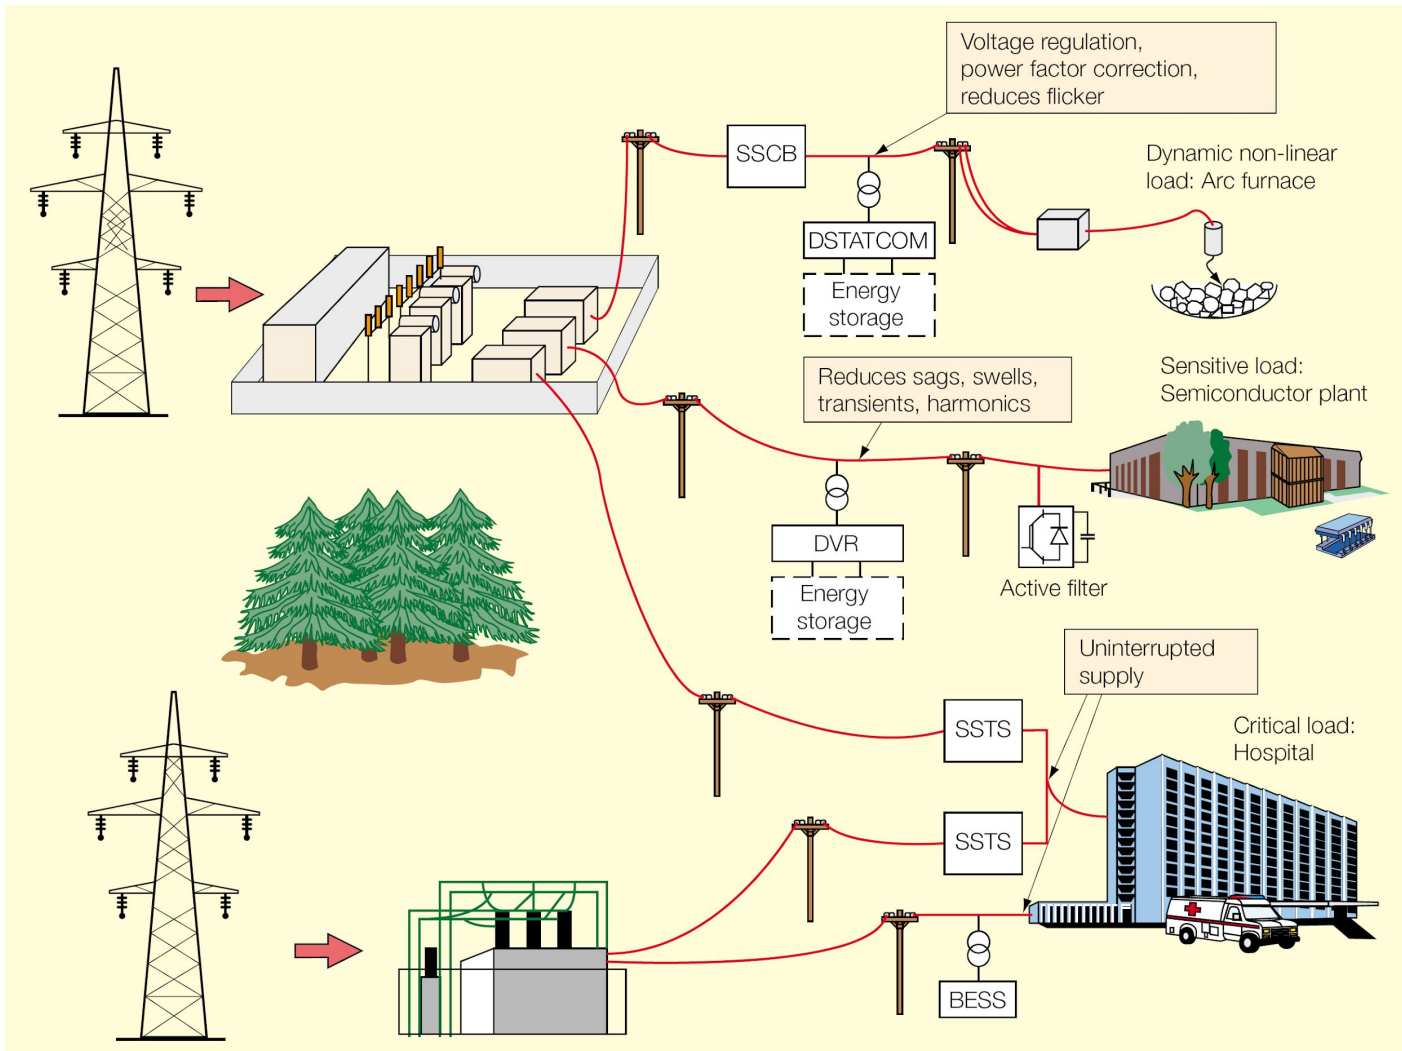 Voltage regulation,
power factor correction,
reduces flicker
SSCB
Dynamic non-linear
load: Arc furnace
DSTATCOM
Energy
storage
Reduces sags, swells,
transients, harmonics
Sensitive load:
Semiconductor plant
DVR
Energy
storage
Active filter
Uninterrupted
supply
SSTS
Critical load:
Hospital
SSTS
BESS